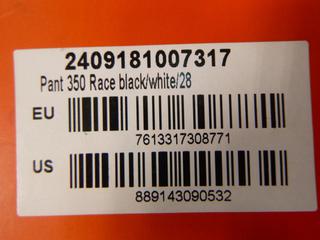 2409181007317
Pant 350 Race black/white/28
EU
7613317308771
US
889143090532